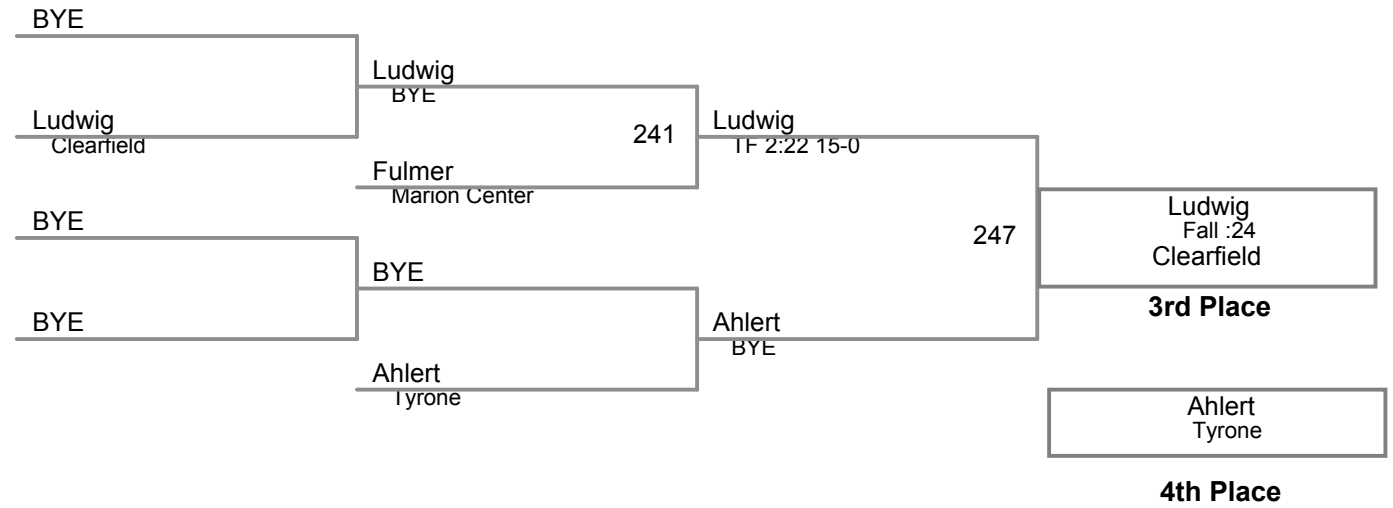 BYE
Ludwig
BYE
Ludwig
Clearfield
241
Ludwig
TF 2:22 15-0
Fulmer
Marion Center
BYE
247
Ludwig
Fall :24
Clearfield
BYE
3rd Place
BYE
Ahlert
BYE
Ahlert
Tyrone
Ahlert
Tyrone
4th Place